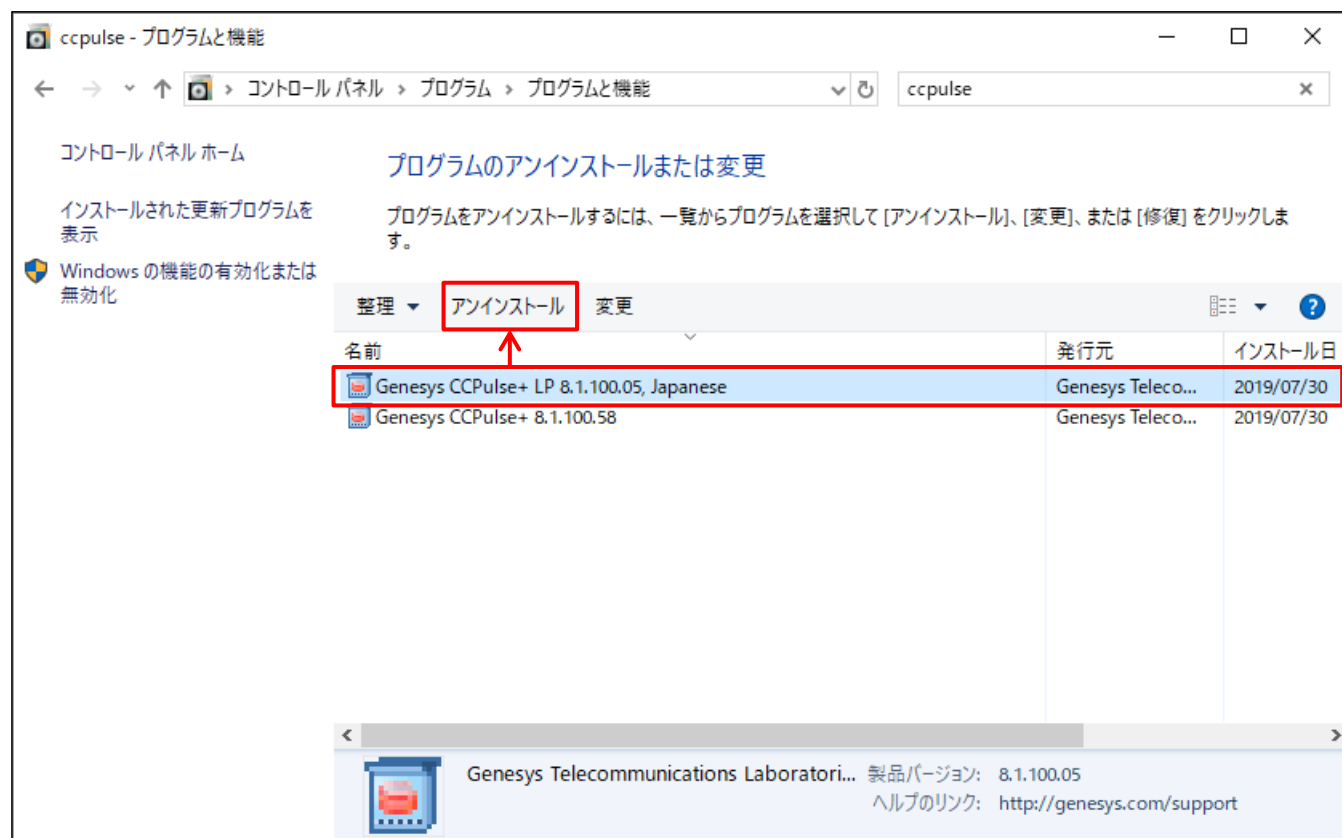 ccpulse - プログラムと機能
コントロール パネル › プログラム › プログラムと機能
ccpulse
コントロール パネル ホーム
インストールされた更新プログラムを
表示
Windows の機能の有効化または
無効化
プログラムのアンインストールまたは変更
プログラムをアンインストールするには、一覧からプログラムを選択して [アンインストール]、[変更]、または [修復] をクリックしま
す。
整理 アンインストール 変更
名前 発行元 インストール日
Genesys CCPulse+ LP 8.1.100.05, Japanese Genesys Teleco... 2019/07/30
Genesys CCPulse+ 8.1.100.58 Genesys Teleco... 2019/07/30
Genesys Telecommunications Laboratori... 製品バージョン: 8.1.100.05
ヘルプのリンク: http://genesys.com/support